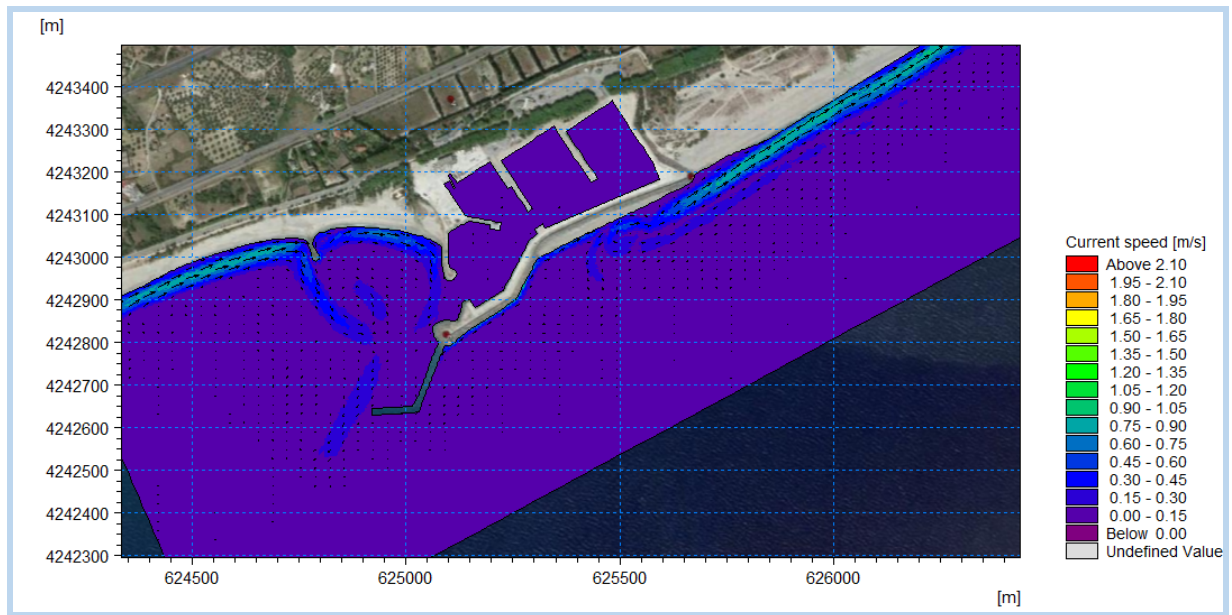 [m]
4243400
4243300
4243200
4243100
4243000
4242900
4242800
4242700
4242600
4242500
4242400
4242300
624500 625000 625500 626000
[m]
Current speed [m/s]
Above 2.10
1.95 - 2.10
1.80 - 1.95
1.65 - 1.80
1.50 - 1.65
1.35 - 1.50
1.20 - 1.35
1.05 - 1.20
0.90 - 1.05
0.75 - 0.90
0.60 - 0.75
0.45 - 0.60
0.30 - 0.45
0.15 - 0.30
0.00 - 0.15
Below 0.00
Undefined Value